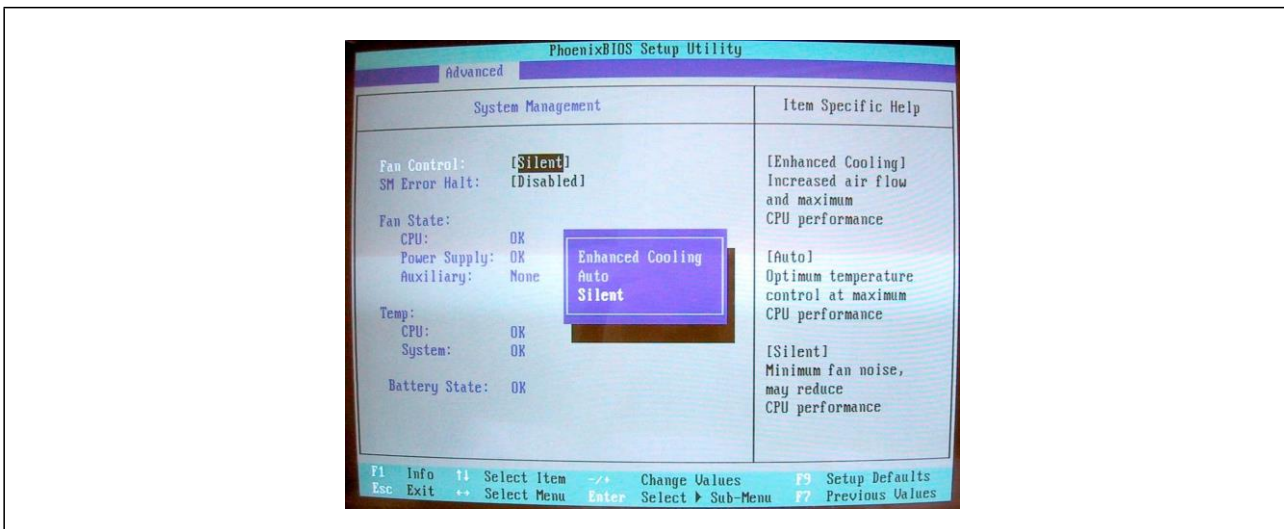 PhoenixBIOS Setup Utility
Advanced
System Management
Item Specific Help
Fan Control: [Silent]
SM Error Halt: [Disabled]
Fan State:
CPU: OK
Power Supply: OK
Auxiliary: None
Temp:
CPU: OK
System: OK
Battery State: OK
Enhanced Cooling
Auto
Silent
[Enhanced Cooling]
Increased air flow
and maximum
CPU performance
[Auto]
Optimum temperature
control at maximum
CPU performance
[Silent]
Minimum fan noise,
may reduce
CPU performance
F1 Info ↑↓ Select Item -/+ Change Values F9 Setup Defaults
Esc Exit ↔ Select Menu Enter Select ▶ Sub-Menu F7 Previous Values